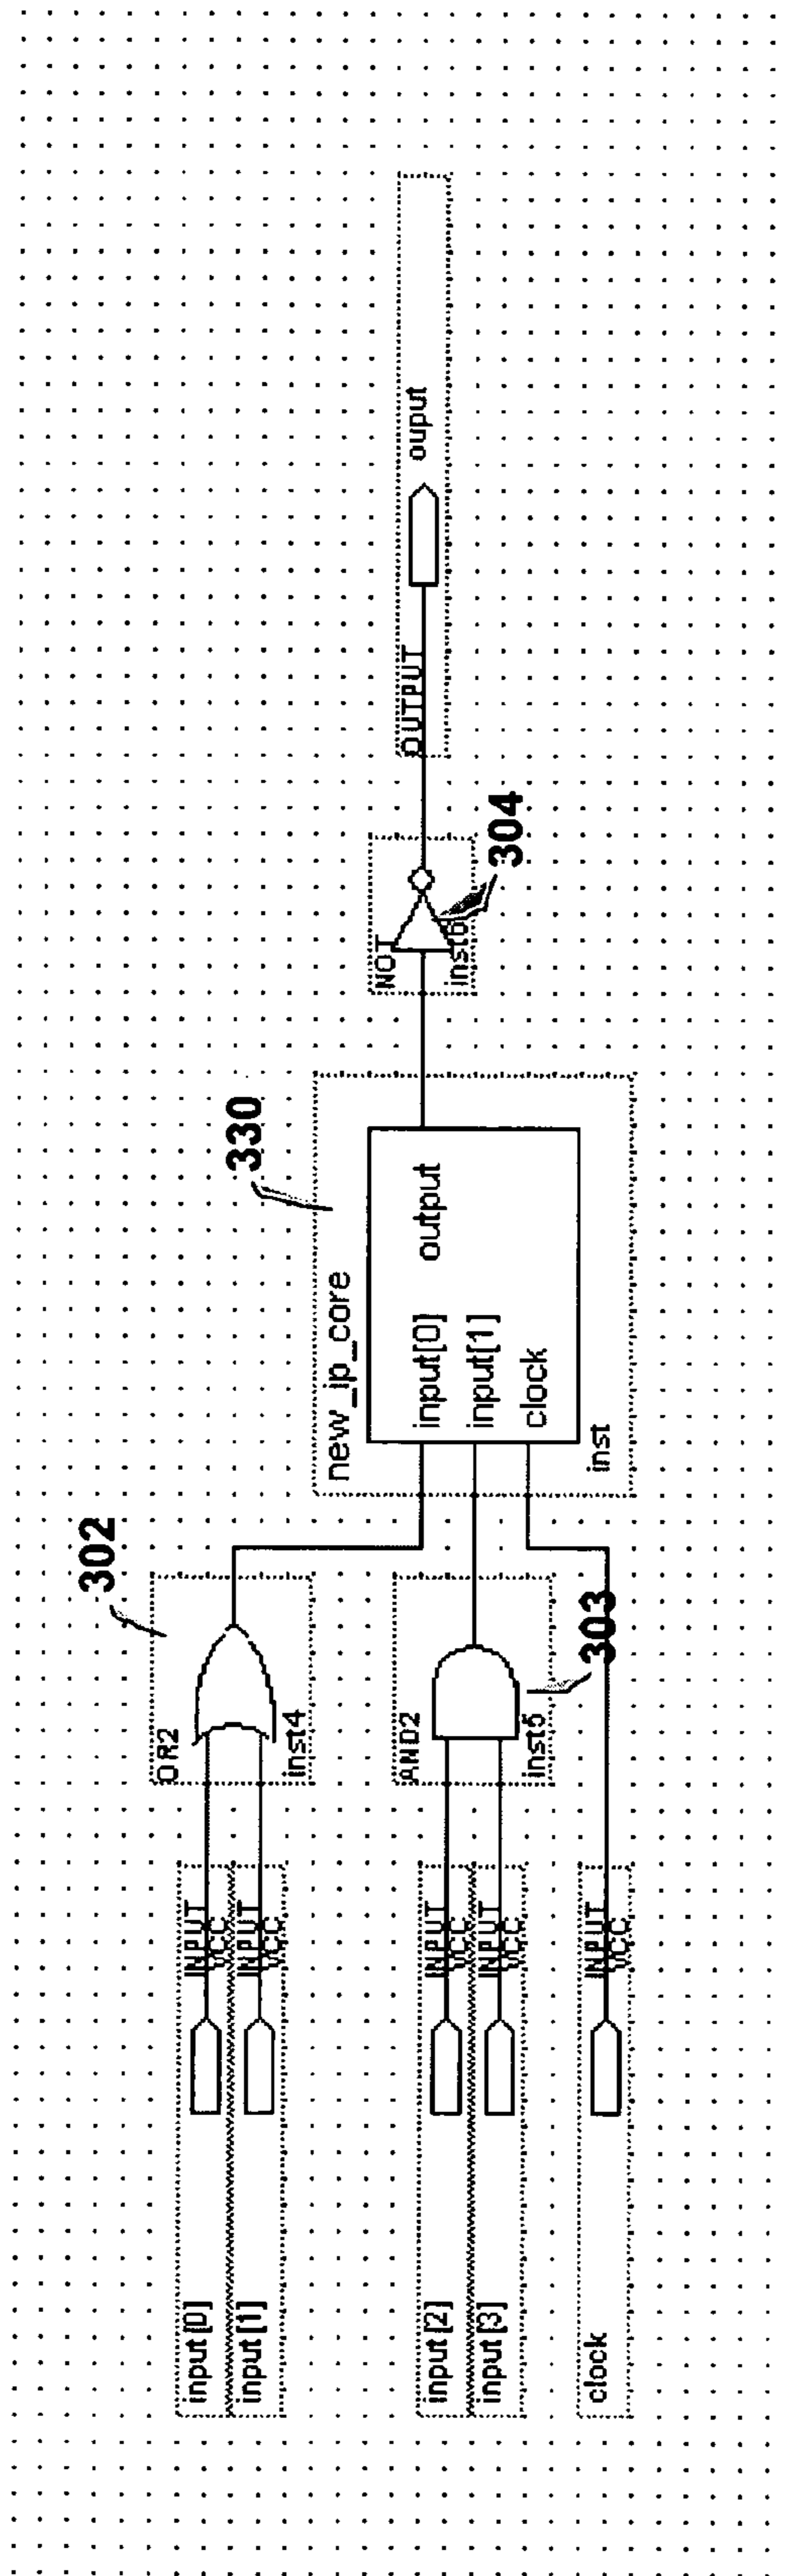 input[0]
INPUT
VCC
input[1]
INPUT
VCC
OR2
inst4
302
input[2]
INPUT
VCC
input[3]
INPUT
VCC
AND2
inst5
303
clock
INPUT
VCC
new_ip_core
330
input[0]
output
input[1]
clock
inst
NOT
inst6
304
OUTPUT
ouput